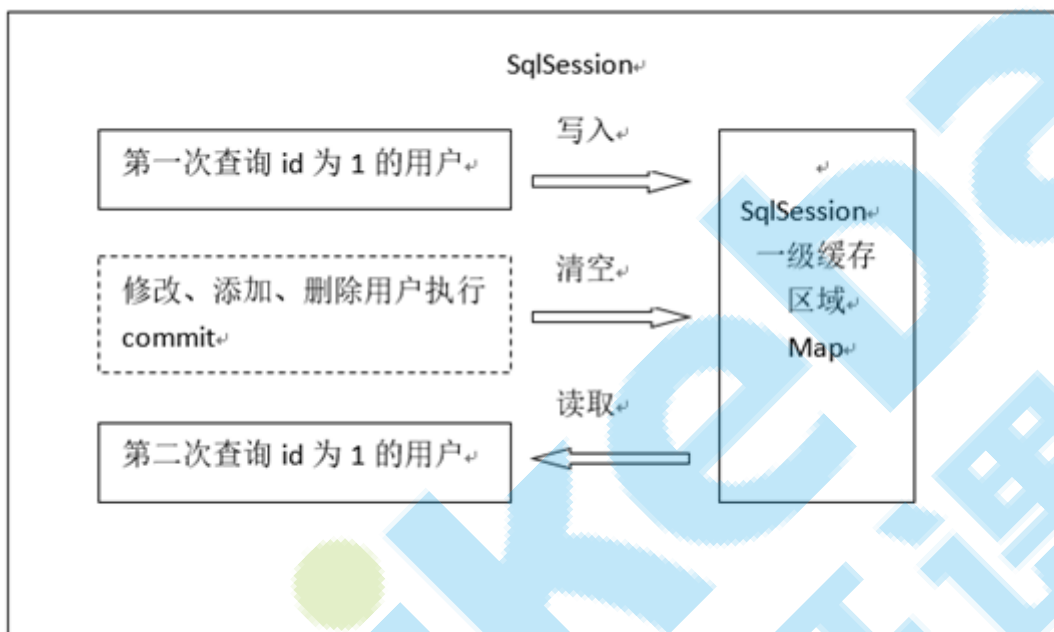 SqlSession
写入
第一次查询 id 为 1 的用户
SqlSession
一级缓存
区域
Map
清空
修改、添加、删除用户执行
commit
读取
第二次查询 id 为 1 的用户